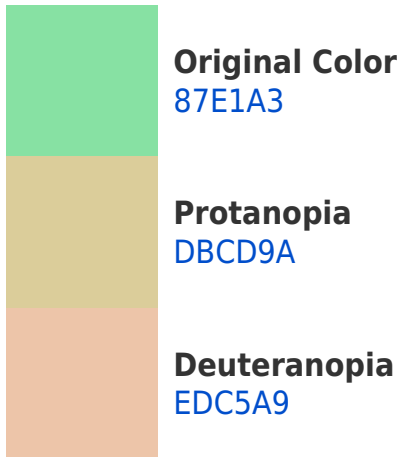 Original Color
87E1A3
Protanopia
DBCD9A
Deuteranopia
EDC5A9